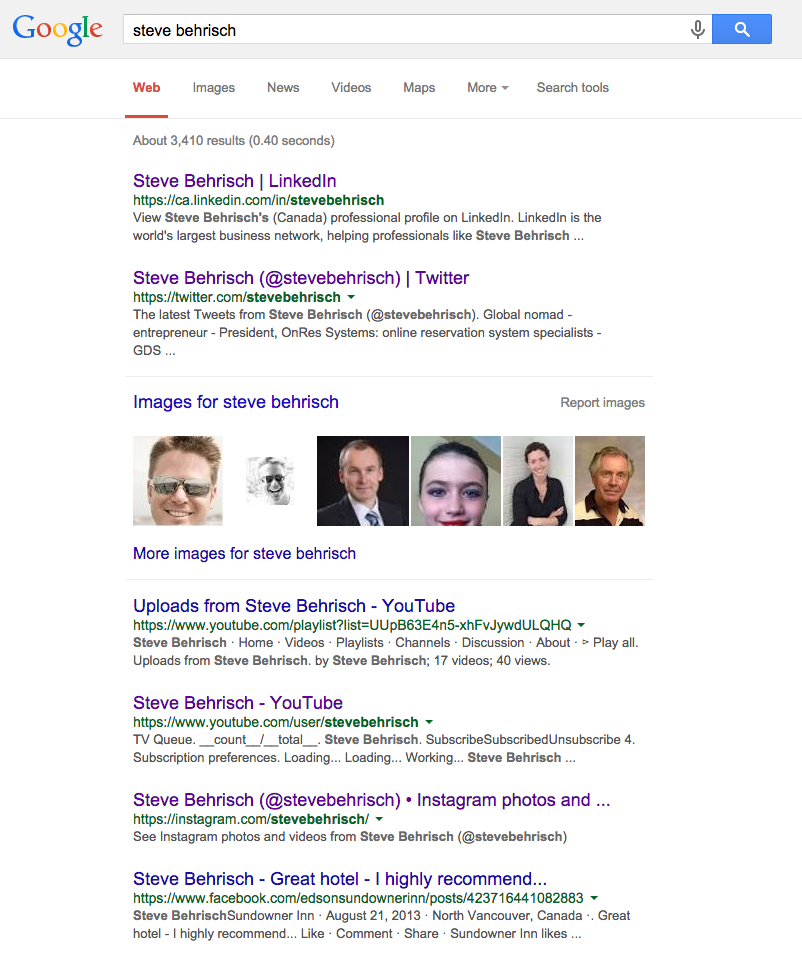 Google
steve behrisch
Web Images News Videos Maps More Search tools
About 3,410 results (0.40 seconds)
Steve Behrisch | LinkedIn
https://ca.linkedin.com/in/stevebehrisch
View Steve Behrisch's (Canada) professional profile on LinkedIn. LinkedIn is the
world's largest business network, helping professionals like Steve Behrisch ...
Steve Behrisch (@stevebehrisch) | Twitter
https://twitter.com/stevebehrisch
The latest Tweets from Steve Behrisch (@stevebehrisch). Global nomad -
entrepreneur - President, OnRes Systems: online reservation system specialists -
GDS ...
Images for steve behrisch Report images
More images for steve behrisch
Uploads from Steve Behrisch - YouTube
https://www.youtube.com/playlist?list=UUpB63E4n5-xhFvJywdULQHQ
Steve Behrisch · Home · Videos · Playlists · Channels · Discussion · About · > Play all.
Uploads from Steve Behrisch. by Steve Behrisch; 17 videos; 40 views.
Steve Behrisch - YouTube
https://www.youtube.com/user/stevebehrisch
TV Queue. __count__/__total__. Steve Behrisch. SubscribeSubscribedUnsubscribe 4.
Subscription preferences. Loading... Loading... Working... Steve Behrisch ...
Steve Behrisch (@stevebehrisch) • Instagram photos and ...
https://instagram.com/stevebehrisch/
See Instagram photos and videos from Steve Behrisch (@stevebehrisch)
Steve Behrisch - Great hotel - I highly recommend...
https://www.facebook.com/edsonsundownerinn/posts/423716441082883
Steve BehrischSundowner Inn · August 21, 2013 · North Vancouver, Canada ·. Great
hotel - I highly recommend... Like · Comment · Share · Sundowner Inn likes ...